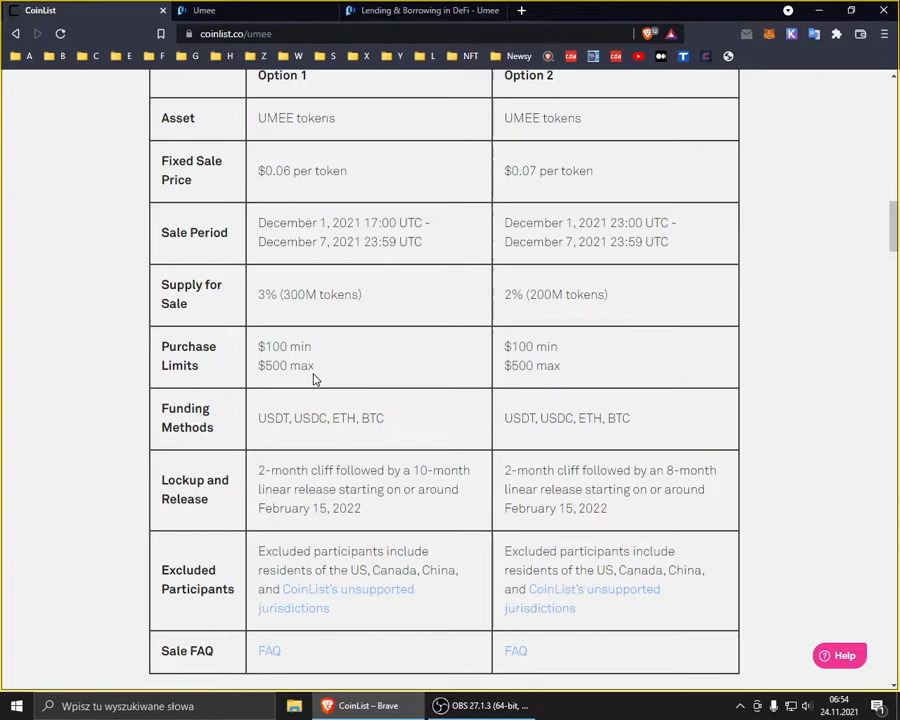 CoinList
Umee
Lending & Borrowing in DeFi - Umee
coinlist.co/umee
A
B
C
E
F
G
H
Z
W
S
X
Y
L
NFT
Newsy
Option 1
Option 2
Asset
UMEE tokens
UMEE tokens
Fixed Sale
Price
$0.06 per token
$0.07 per token
Sale Period
December 1, 2021 17:00 UTC -
December 7, 2021 23:59 UTC
December 1, 2021 23:00 UTC -
December 7, 2021 23:59 UTC
Supply for
Sale
3% (300M tokens)
2% (200M tokens)
Purchase
Limits
$100 min
$500 max
$100 min
$500 max
Funding
Methods
USDT, USDC, ETH, BTC
USDT, USDC, ETH, BTC
Lockup and
Release
2-month cliff followed by a 10-month
linear release starting on or around
February 15, 2022
2-month cliff followed by an 8-month
linear release starting on or around
February 15, 2022
Excluded
Participants
Excluded participants include
residents of the US, Canada, China,
and CoinList's unsupported
jurisdictions
Excluded participants include
residents of the US, Canada, China,
and CoinList's unsupported
jurisdictions
Sale FAQ
FAQ
FAQ
Help
Wpisz tu wyszukiwane słowa
CoinList – Brave
OBS 27.1.3 (64-bit, ...
06:54
24.11.2021